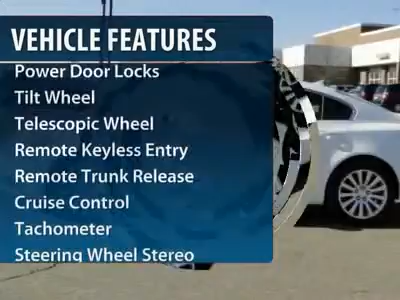 VEHICLE FEATURES
Power Door Locks
Tilt Wheel
Telescopic Wheel
Remote Keyless Entry
Remote Trunk Release
Cruise Control
Tachometer
Steering Wheel Stereo